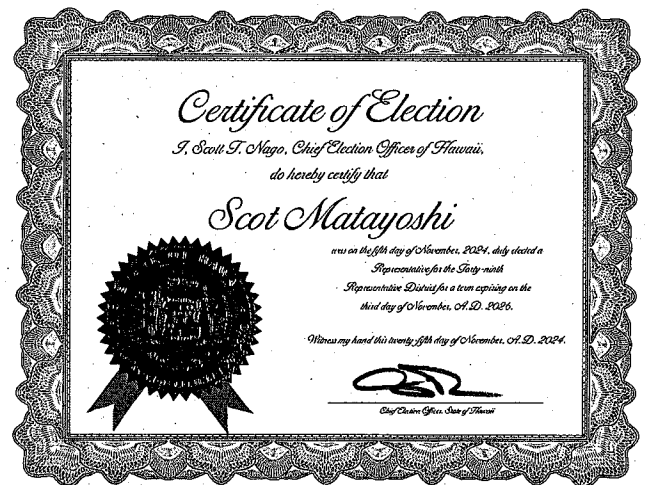 Certificate of Election
I, Scott T. Nago, Chief Election Officer of Hawaii,
do hereby certify that
Scot Matayoshi
was on the fifth day of November, 2024, duly elected a
Representative for the Forty-ninth
Representative District for a term expiring on the
third day of November, A.D. 2026.
Witness my hand this twenty-fifth day of November, A.D. 2024.
Chief Election Officer, State of Hawaii